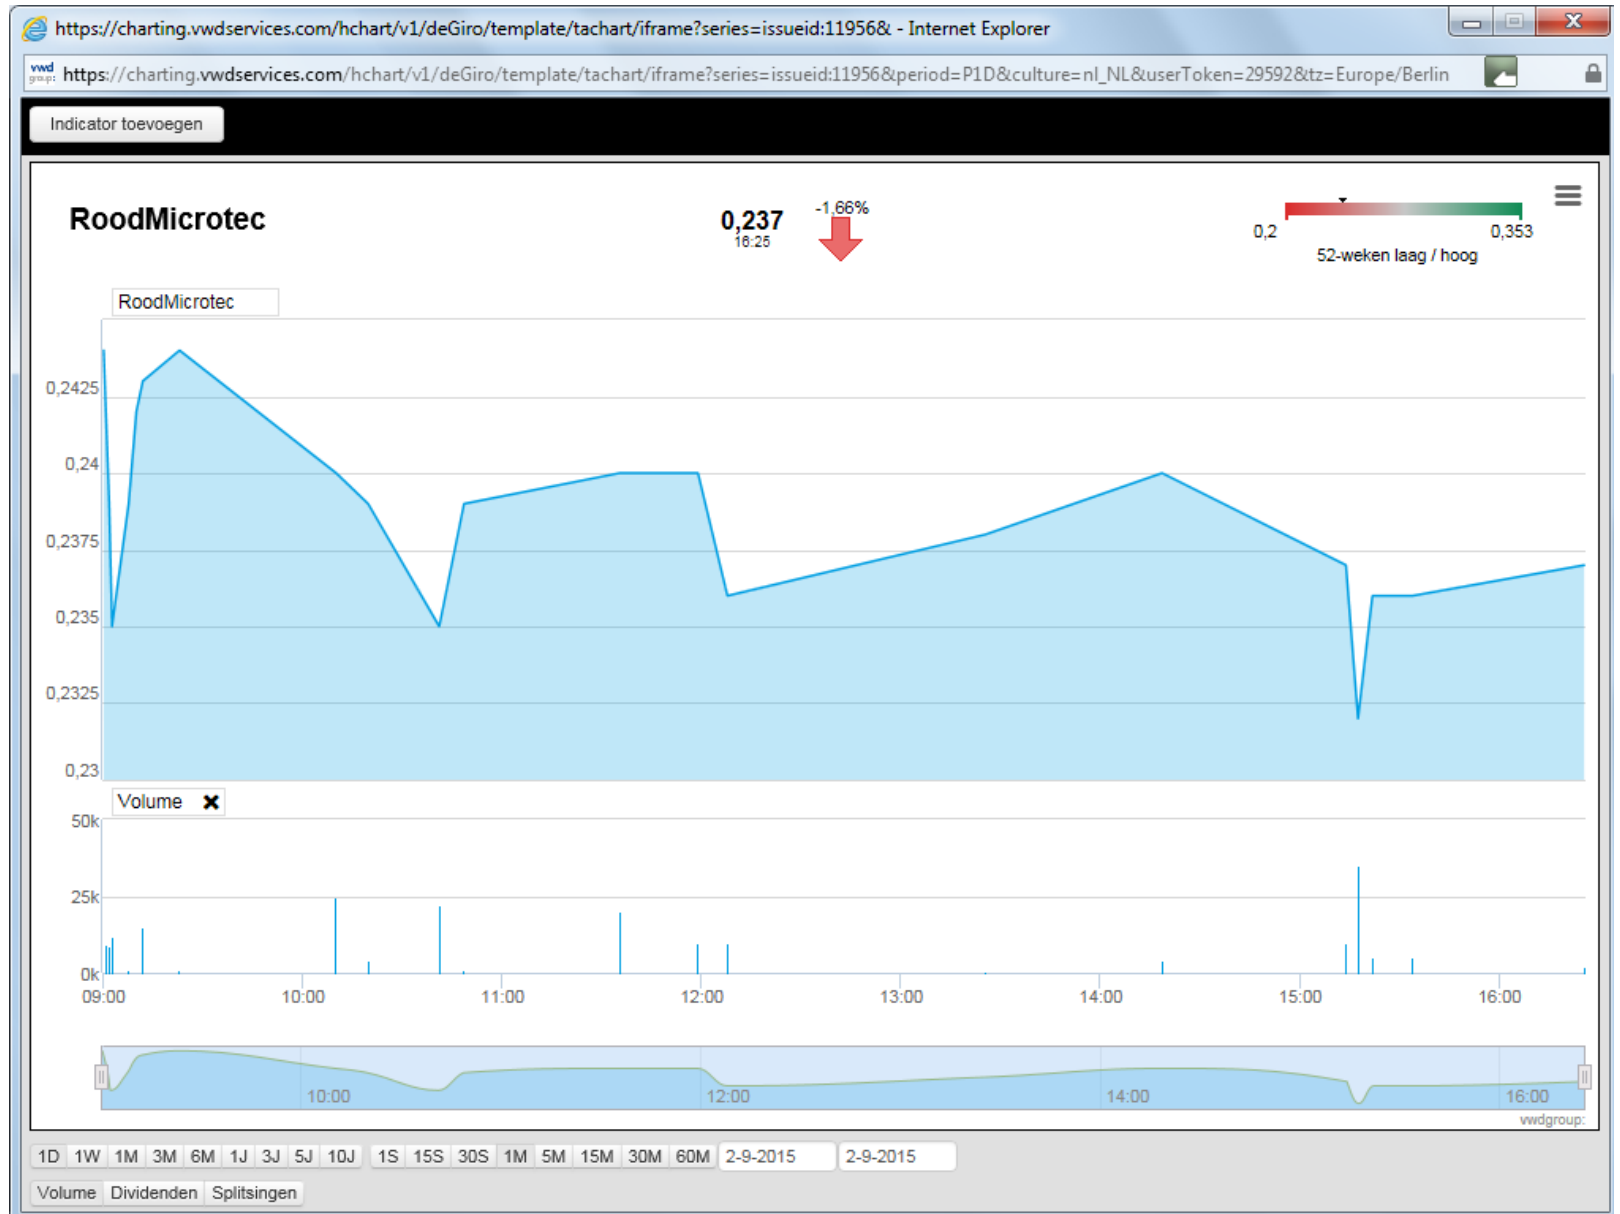 https://charting.vwdservices.com/hchart/v1/deGiro/template/tachart/iframe?series=issueid:11956& - Internet Explorer
vwd group: https://charting.vwdservices.com/hchart/v1/deGiro/template/tachart/iframe?series=issueid:11956&period=P1D&culture=nl_NL&userToken=29592&tz=Europe/Berlin
Indicator toevoegen
RoodMicrotec
0,237
16:25
-1,66%
0,2
0,353
52-weken laag / hoog
RoodMicrotec
0,2425
0,24
0,2375
0,235
0,2325
0,23
Volume
50k
25k
0k
09:00 10:00 11:00 12:00 13:00 14:00 15:00 16:00
10:00 12:00 14:00 16:00
vwdgroup:
1D 1W 1M 3M 6M 1J 3J 5J 10J 1S 15S 30S 1M 5M 15M 30M 60M 2-9-2015 2-9-2015
Volume Dividenden Splitsingen